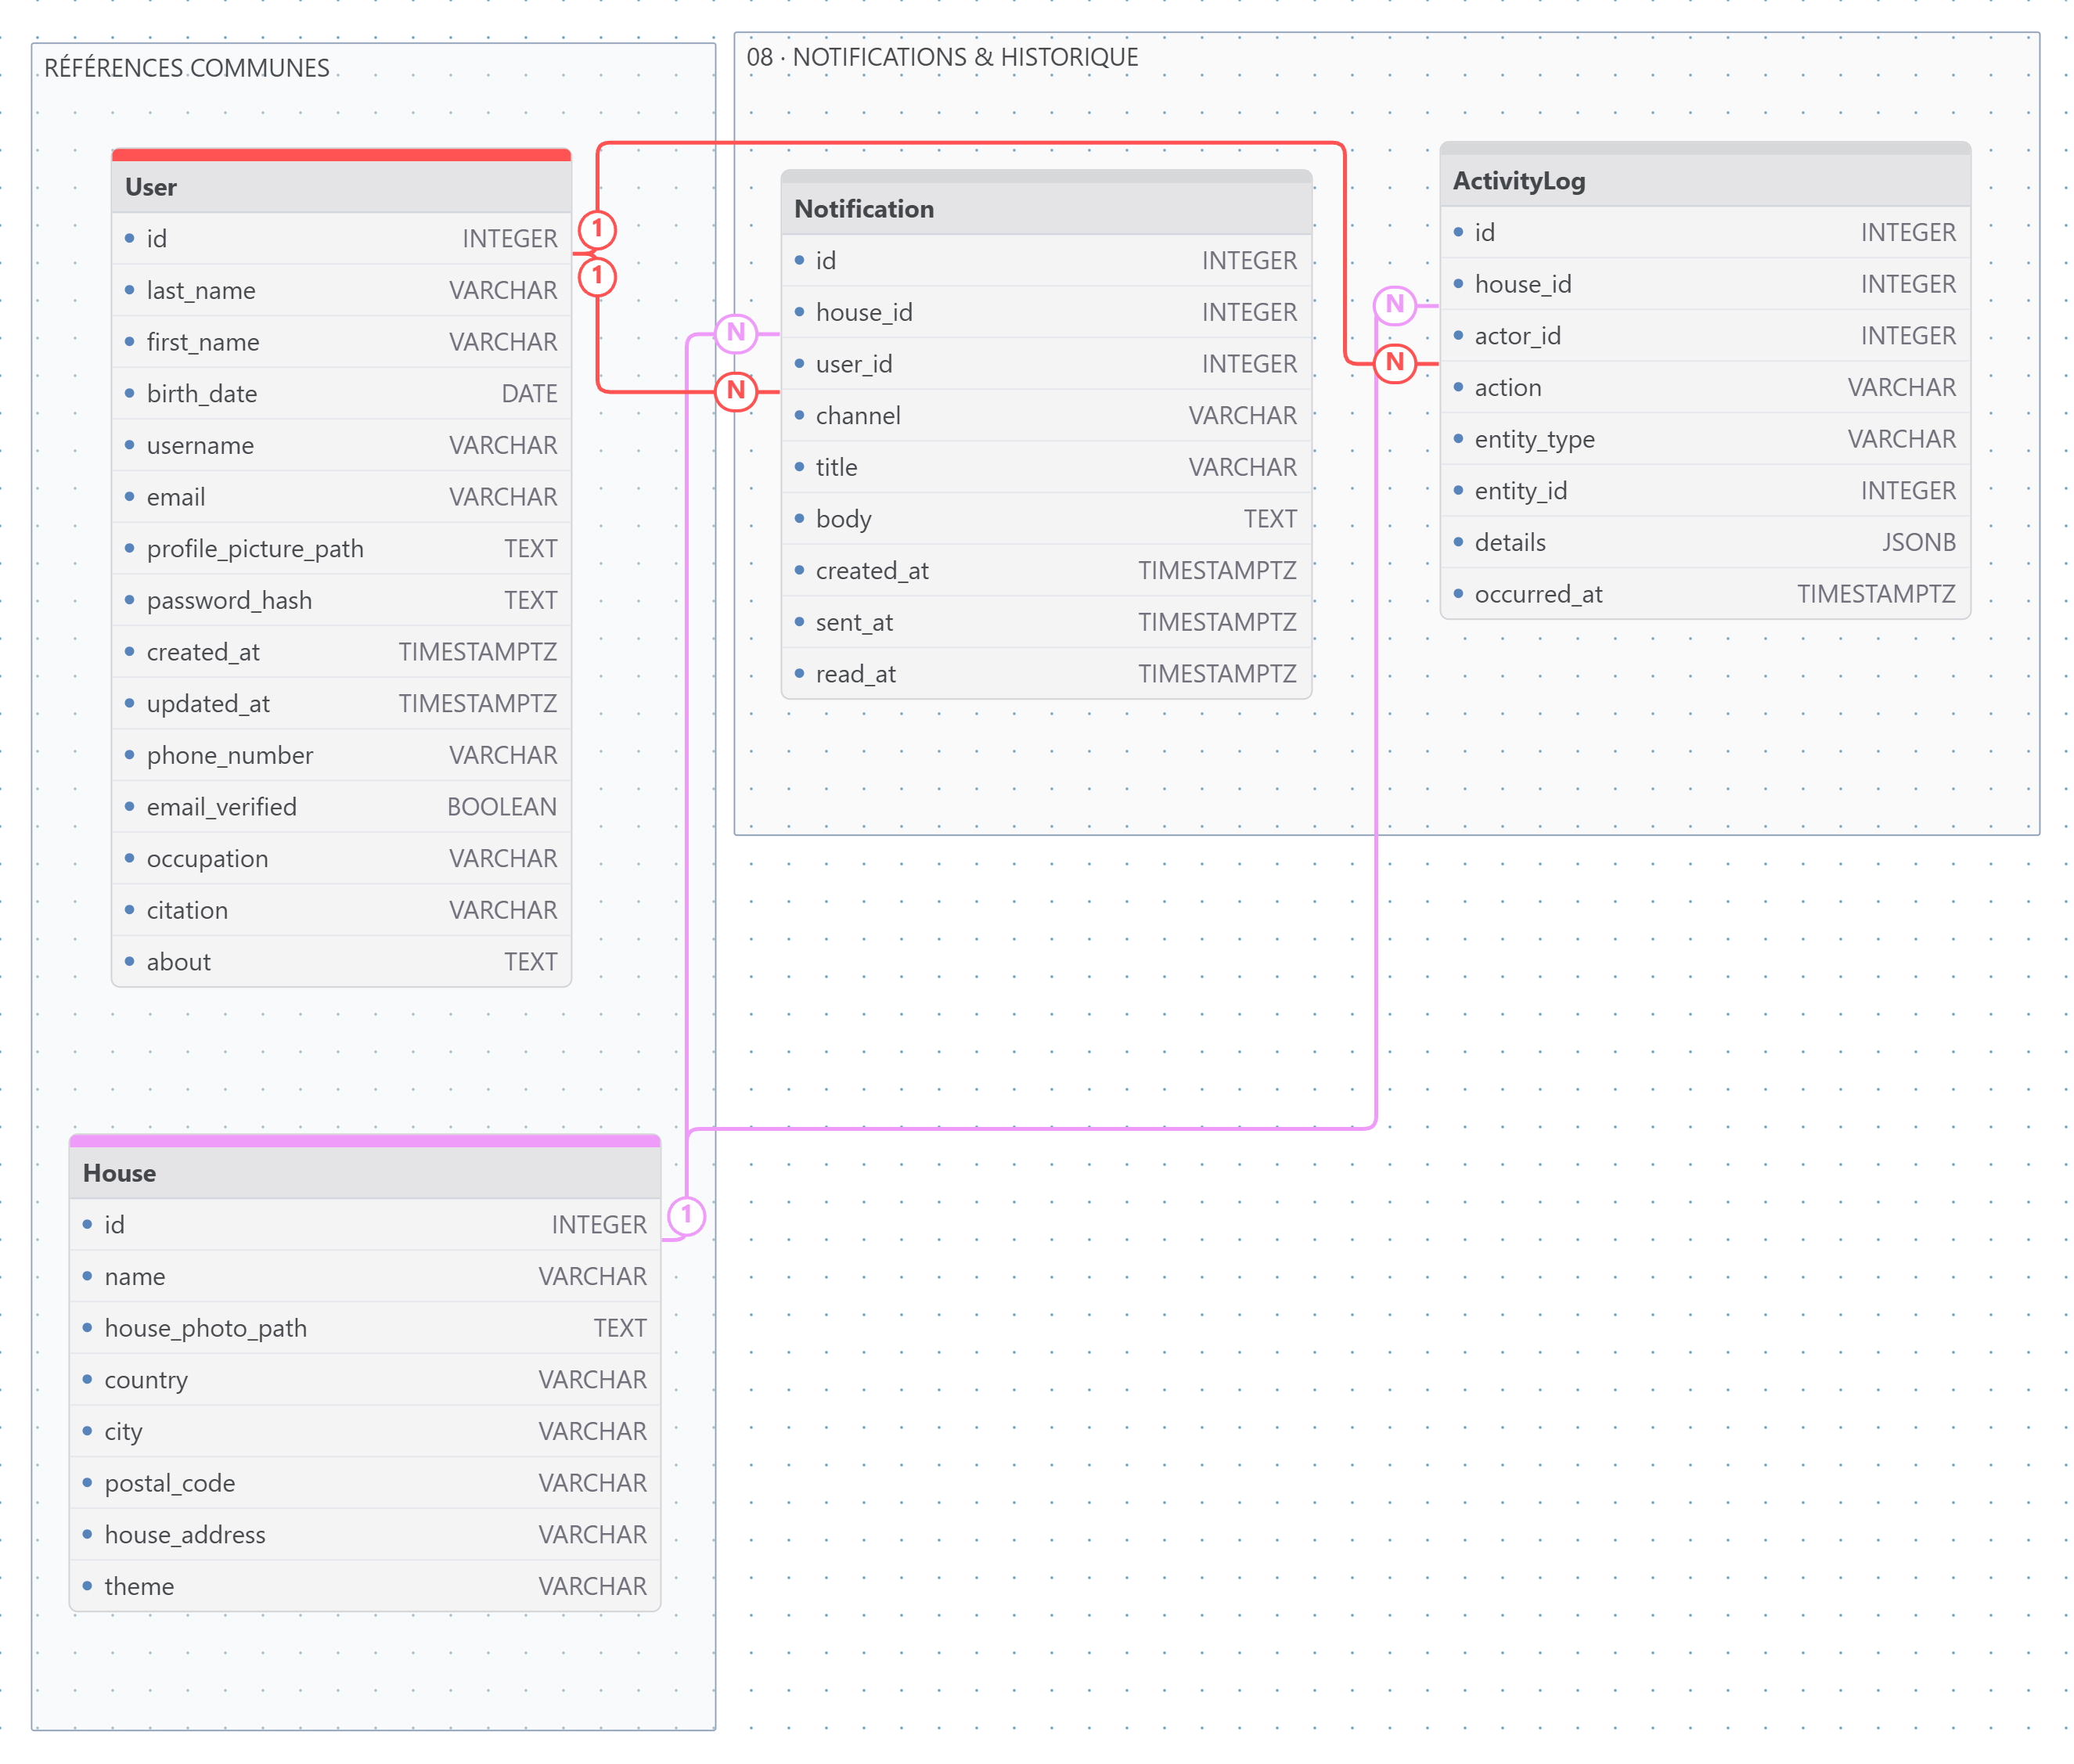 RÉFÉRENCES COMMUNES
User
id INTEGER
last_name VARCHAR
first_name VARCHAR
birth_date DATE
username VARCHAR
email VARCHAR
profile_picture_path TEXT
password_hash TEXT
created_at TIMESTAMPTZ
updated_at TIMESTAMPTZ
phone_number VARCHAR
email_verified BOOLEAN
occupation VARCHAR
citation VARCHAR
about TEXT
1
1
House
id INTEGER
name VARCHAR
house_photo_path TEXT
country VARCHAR
city VARCHAR
postal_code VARCHAR
house_address VARCHAR
theme VARCHAR
1
08 · NOTIFICATIONS & HISTORIQUE
N
N
Notification
id INTEGER
house_id INTEGER
user_id INTEGER
channel VARCHAR
title VARCHAR
body TEXT
created_at TIMESTAMPTZ
sent_at TIMESTAMPTZ
read_at TIMESTAMPTZ
N
N
ActivityLog
id INTEGER
house_id INTEGER
actor_id INTEGER
action VARCHAR
entity_type VARCHAR
entity_id INTEGER
details JSONB
occurred_at TIMESTAMPTZ